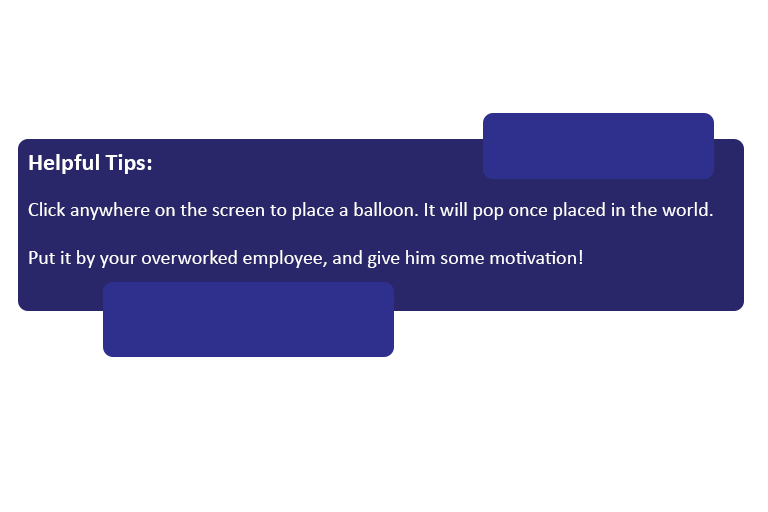 Helpful Tips:
Click anywhere on the screen to place a balloon. It will pop once placed in the world.
Put it by your overworked employee, and give him some motivation!